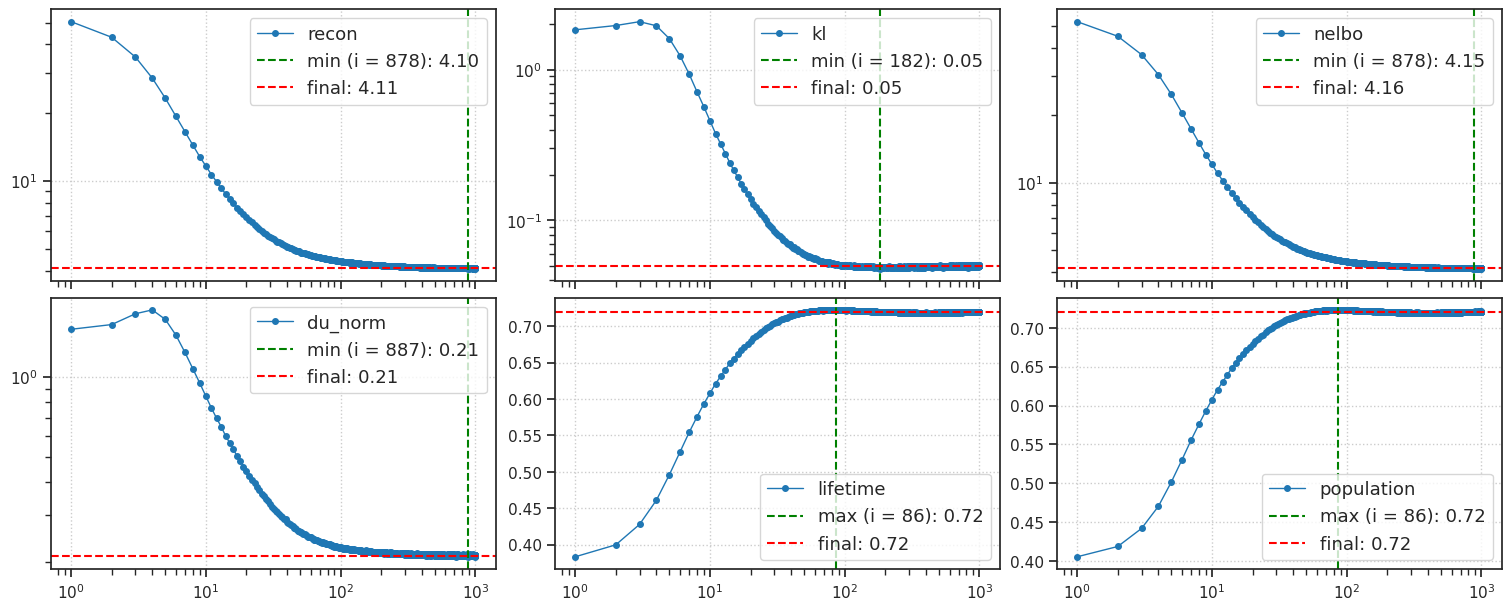 recon
min (i = 878): 4.10
final: 4.11
10¹
kl
min (i = 182): 0.05
final: 0.05
10⁰
10⁻¹
nelbo
min (i = 878): 4.15
final: 4.16
10¹
du_norm
min (i = 887): 0.21
final: 0.21
10⁰
10⁰ 10¹ 10² 10³
0.70
0.65
0.60
0.55
0.50
0.45
0.40
lifetime
max (i = 86): 0.72
final: 0.72
10⁰ 10¹ 10² 10³
0.70
0.65
0.60
0.55
0.50
0.45
0.40
population
max (i = 86): 0.72
final: 0.72
10⁰ 10¹ 10² 10³